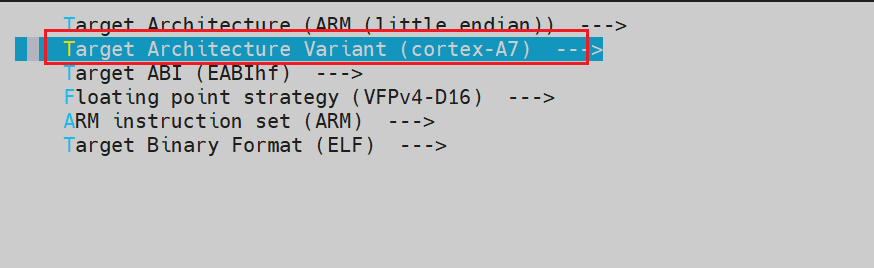 Target Architecture (ARM (little endian))  --->
Target Architecture Variant (cortex-A7)  --->
Target ABI (EABIhf)  --->
Floating point strategy (VFPv4-D16)  --->
ARM instruction set (ARM)  --->
Target Binary Format (ELF)  --->